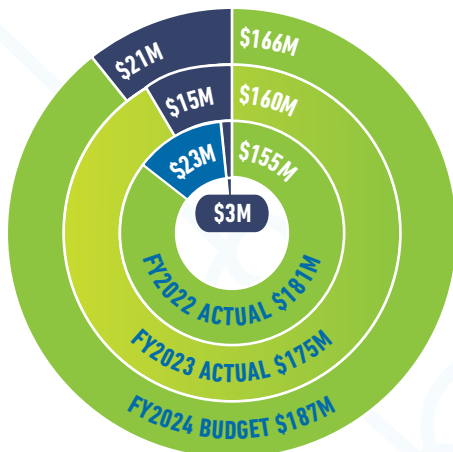 $21M
$166M
$15M
$160M
$23M
$155M
$3M
FY2022 ACTUAL $181M
FY2023 ACTUAL $175M
FY2024 BUDGET $187M